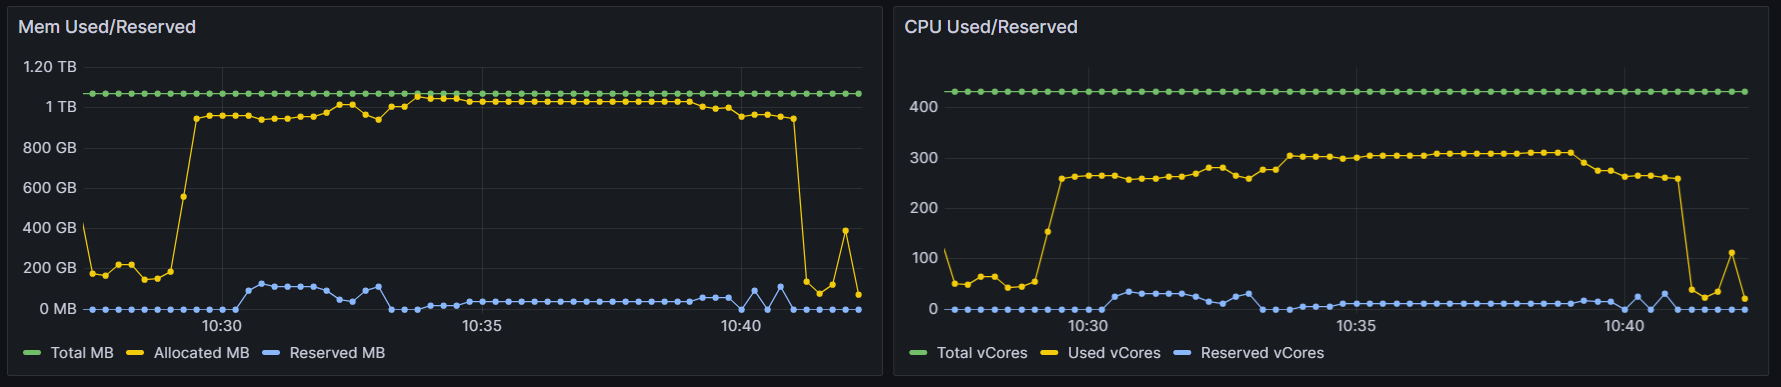 Mem Used/Reserved
1.20 TB
1 TB
800 GB
600 GB
400 GB
200 GB
0 MB
10:30 10:35 10:40
Total MB Allocated MB Reserved MB
CPU Used/Reserved
400
300
200
100
0
10:30 10:35 10:40
Total vCores Used vCores Reserved vCores